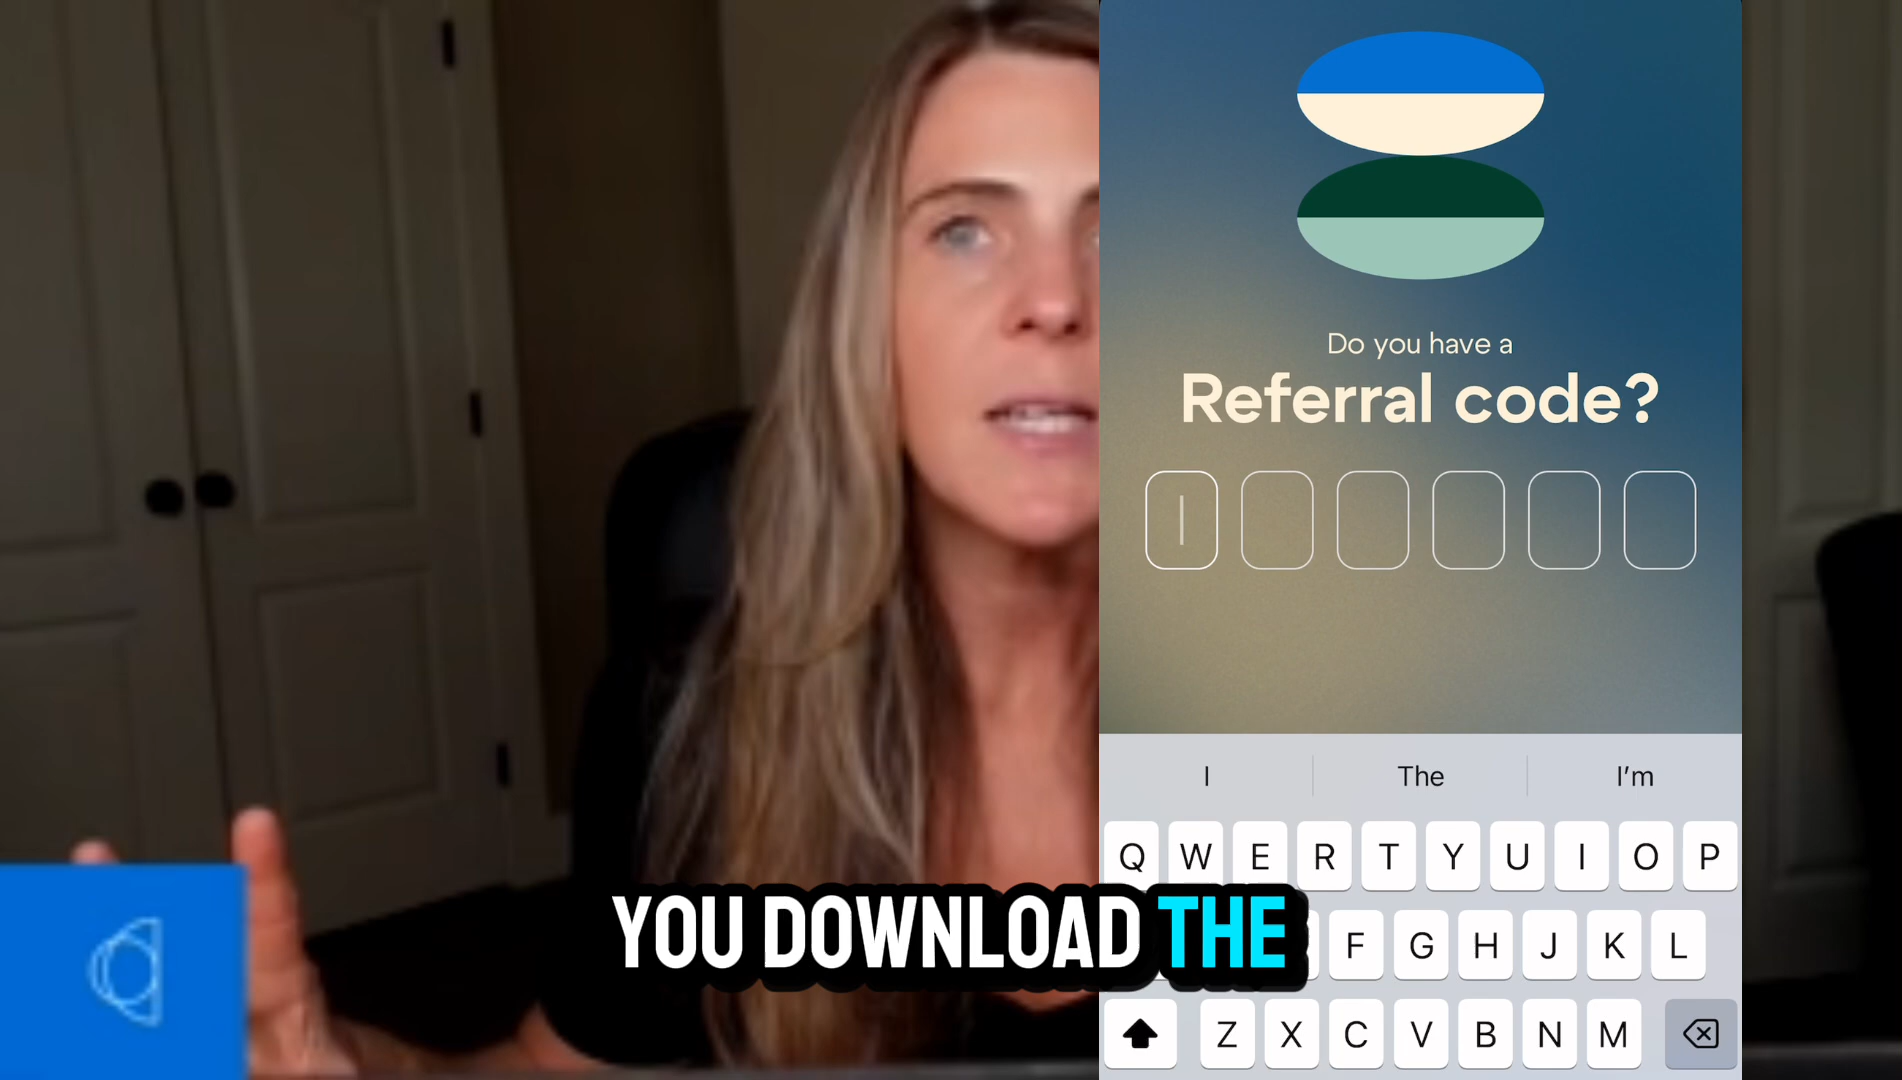 Do you have a
Referral code?
I The I'm
Q W E R T Y U I O P
YOU DOWNLOAD THE
F G H J K L
Z X C V B N M